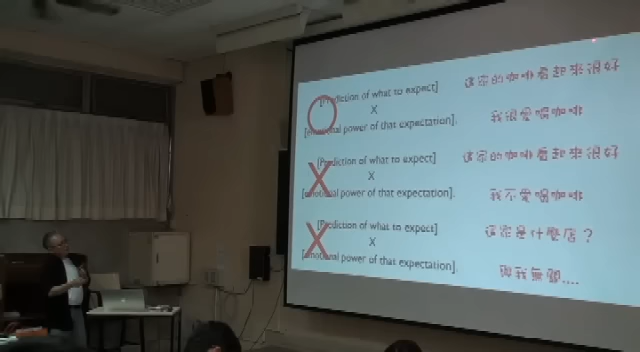 [Prediction of what to expect] 這家的咖啡看起來很好
X
[emotional power of that expectation]. 我很愛喝咖啡
X [Prediction of what to expect] 這家的咖啡看起來很好
X
[emotional power of that expectation]. 我不愛喝咖啡
X [Prediction of what to expect] 這家是什麼店？
X
[emotional power of that expectation]. 與我無關....